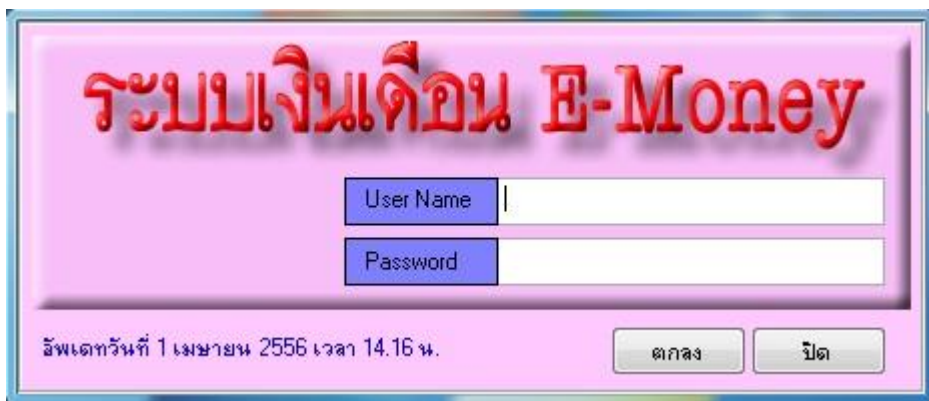 ระบบเงินเดือน E-Money
User Name
Password
อัพเดทวันที่ 1 เมษายน 2556 เวลา 14.16 น.
ตกลง ปิด